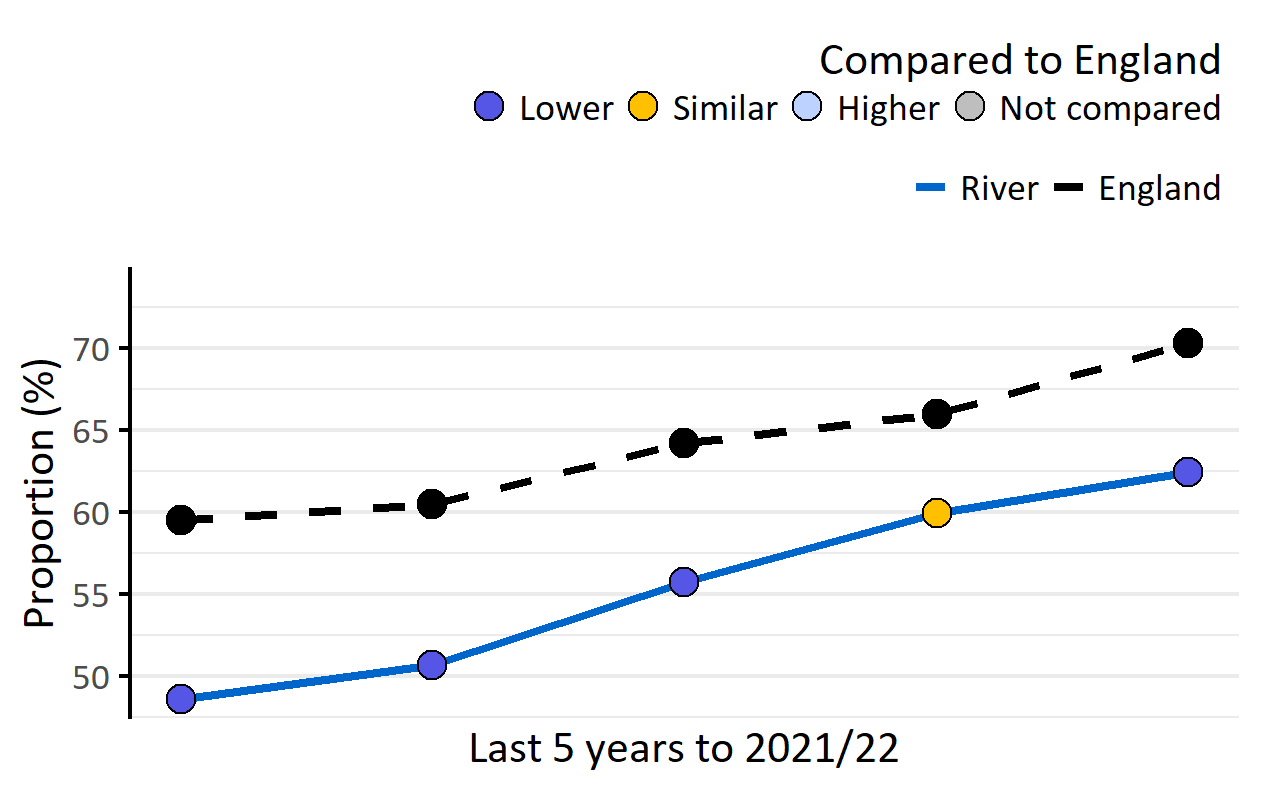 Compared to England
Lower Similar Higher Not compared
River England
Proportion (%)
70
65
60
55
50
Last 5 years to 2021/22